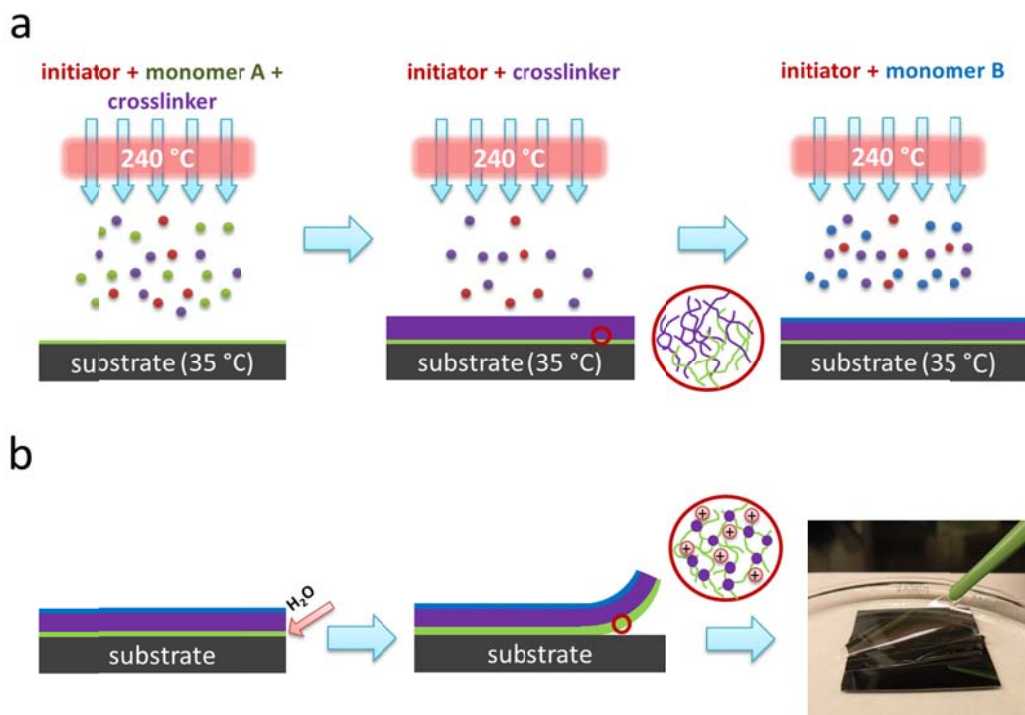 a
initiator + monomer A +
crosslinker
240 °C
substrate (35 °C)
initiator + crosslinker
240 °C
substrate (35 °C)
initiator + monomer B
240 °C
substrate (35 °C)
b
H₂O
substrate
+ + + + + +
substrate